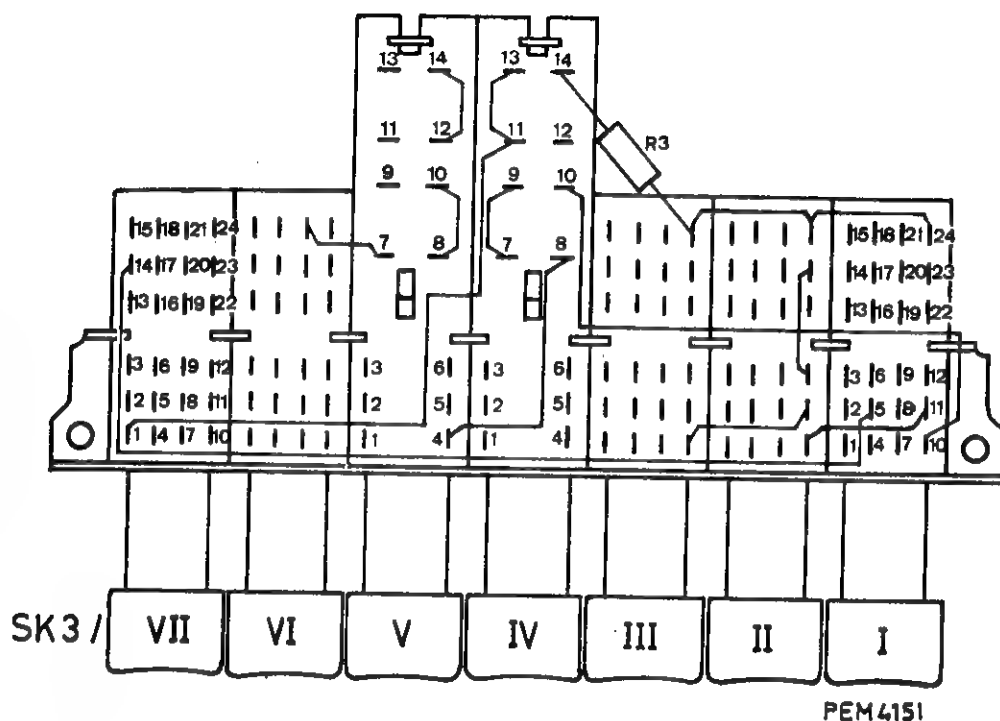 13 14 13 14
R3
11 12 11 12
9 10 9 10
15 18 21 24 15 18 21 24
7 8 7 8
14 17 20 23 14 17 20 23
13 16 19 22 13 16 19 22
3 6 9 12 3 6 3 6 3 6 9 12
2 5 8 11 2 5 2 5 2 5 8 11
1 4 7 10 1 4 1 4 1 4 7 10
SK3/ VII VI V IV III II I
PEM4151